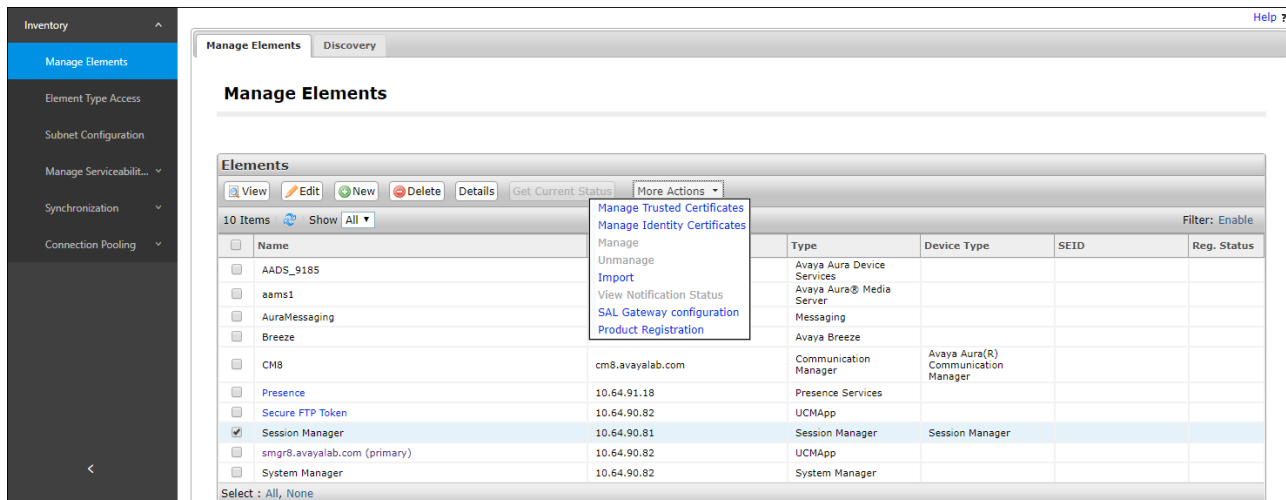 Help ?
Inventory
Manage Elements
Element Type Access
Subnet Configuration
Manage Serviceabilit...
Synchronization
Connection Pooling
Manage Elements Discovery
Manage Elements
Elements
View Edit New Delete Details Get Current Status More Actions
Manage Trusted Certificates
Manage Identity Certificates
Manage
Unmanage
Import
View Notification Status
SAL Gateway configuration
Product Registration
10 Items Show All Filter: Enable
Name Type Device Type SEID Reg. Status
AADS_9185 Avaya Aura Device
Services
aams1 Avaya Aura® Media
Server
AuraMessaging Messaging
Breeze Avaya Breeze
CM8 cm8.avayalab.com Communication
Manager Avaya Aura(R)
Communication
Manager
Presence 10.64.91.18 Presence Services
Secure FTP Token 10.64.90.82 UCMApp
Session Manager 10.64.90.81 Session Manager Session Manager
smgr8.avayalab.com (primary) 10.64.90.82 UCMApp
System Manager 10.64.90.82 System Manager
Select : All, None